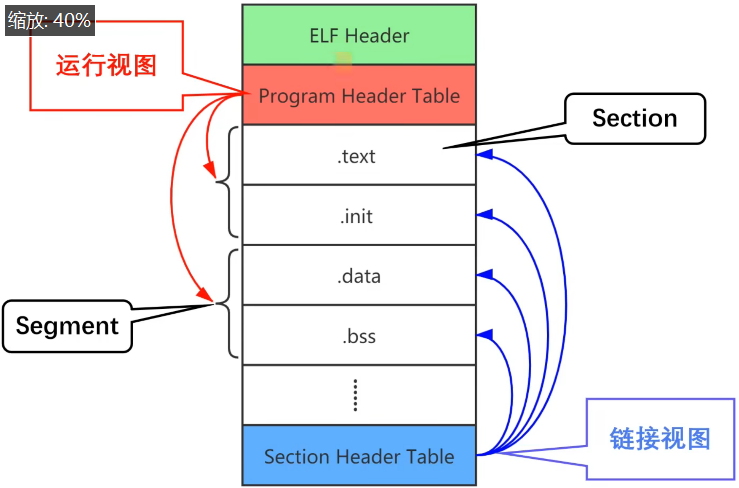 缩放: 40%
ELF Header
运行视图
Program Header Table
Section
.text
.init
.data
Segment
.bss
链接视图
Section Header Table